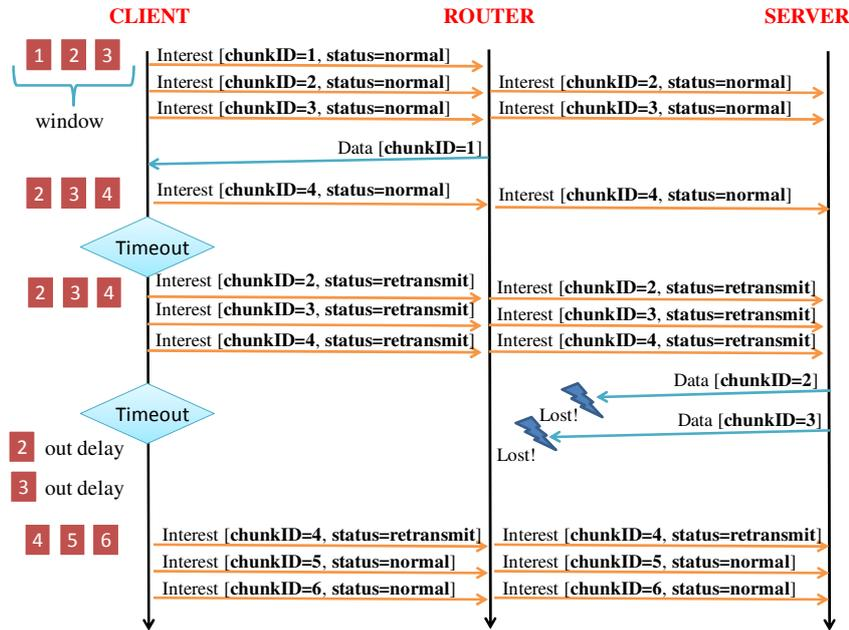 CLIENT ROUTER SERVER
1 2 3 Interest [chunkID=1, status=normal]
Interest [chunkID=2, status=normal] Interest [chunkID=2, status=normal]
Interest [chunkID=3, status=normal] Interest [chunkID=3, status=normal]
window
Data [chunkID=1]
2 3 4 Interest [chunkID=4, status=normal] Interest [chunkID=4, status=normal]
Timeout
2 3 4 Interest [chunkID=2, status=retransmit] Interest [chunkID=2, status=retransmit]
Interest [chunkID=3, status=retransmit] Interest [chunkID=3, status=retransmit]
Interest [chunkID=4, status=retransmit] Interest [chunkID=4, status=retransmit]
Data [chunkID=2]
Timeout Lost! Data [chunkID=3]
2 out delay Lost!
3 out delay
4 5 6 Interest [chunkID=4, status=retransmit] Interest [chunkID=4, status=retransmit]
Interest [chunkID=5, status=normal] Interest [chunkID=5, status=normal]
Interest [chunkID=6, status=normal] Interest [chunkID=6, status=normal]